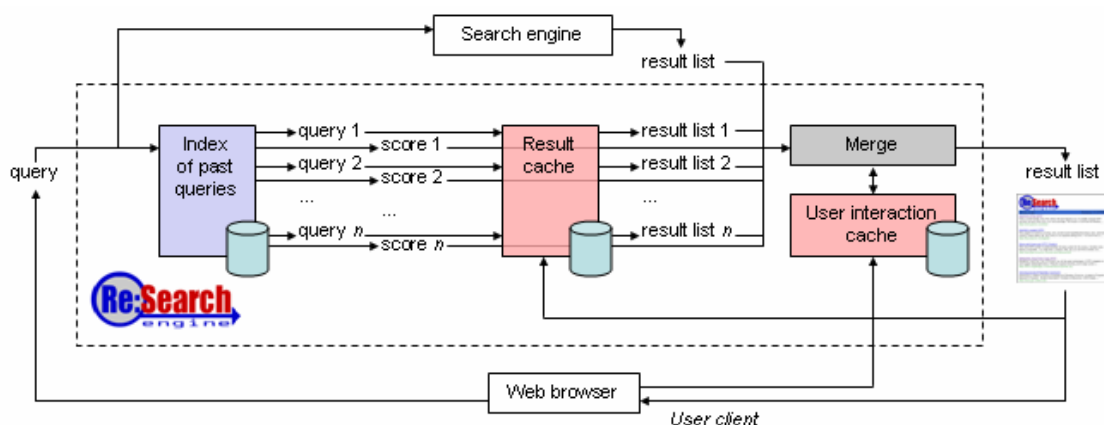 Search engine
result list
query
Index
of past
queries
query 1
score 1
query 2
score 2
...
...
query n
score n
Result
cache
result list 1
result list 2
...
result list n
Merge
User interaction
cache
result list
Re:Search
engine
Web browser
User client